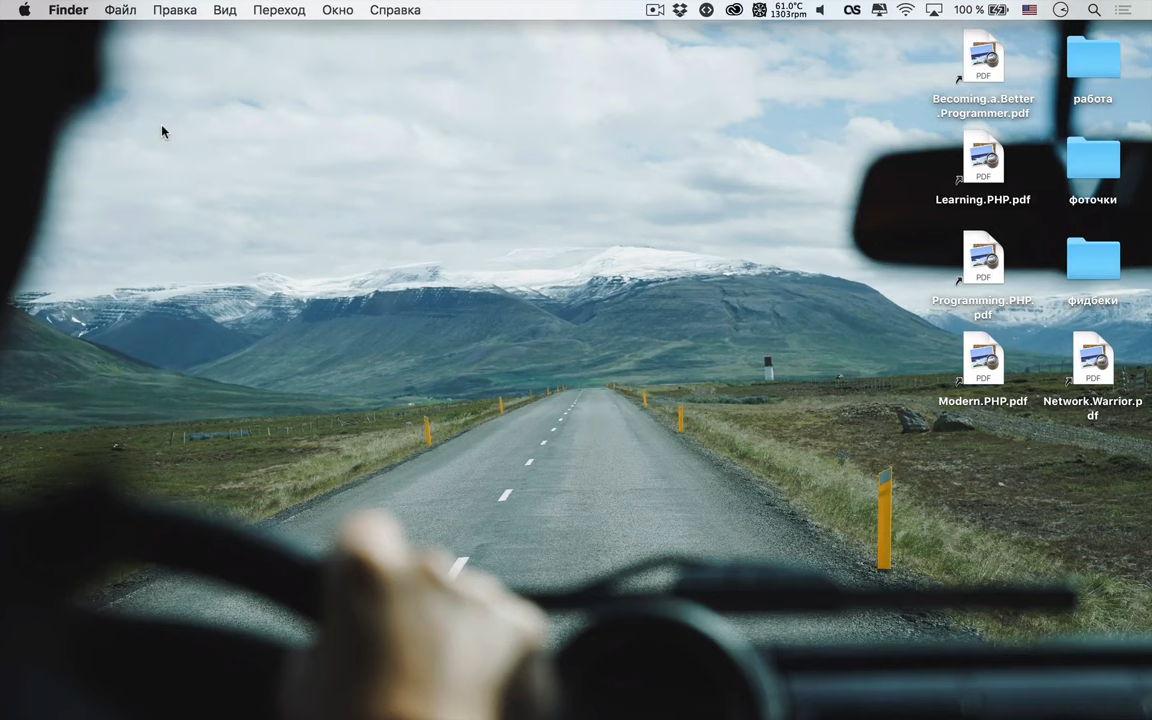 Finder Файл Правка Вид Переход Окно Справка 61.0°C 1303rpm 100 %
Becoming.a.Better
.Programmer.pdf
работа
Learning.PHP.pdf
фоточки
Programming.PHP.
pdf
фидбеки
Modern.PHP.pdf
Network.Warrior.p
df
PDF
PDF
PDF
PDF
PDF